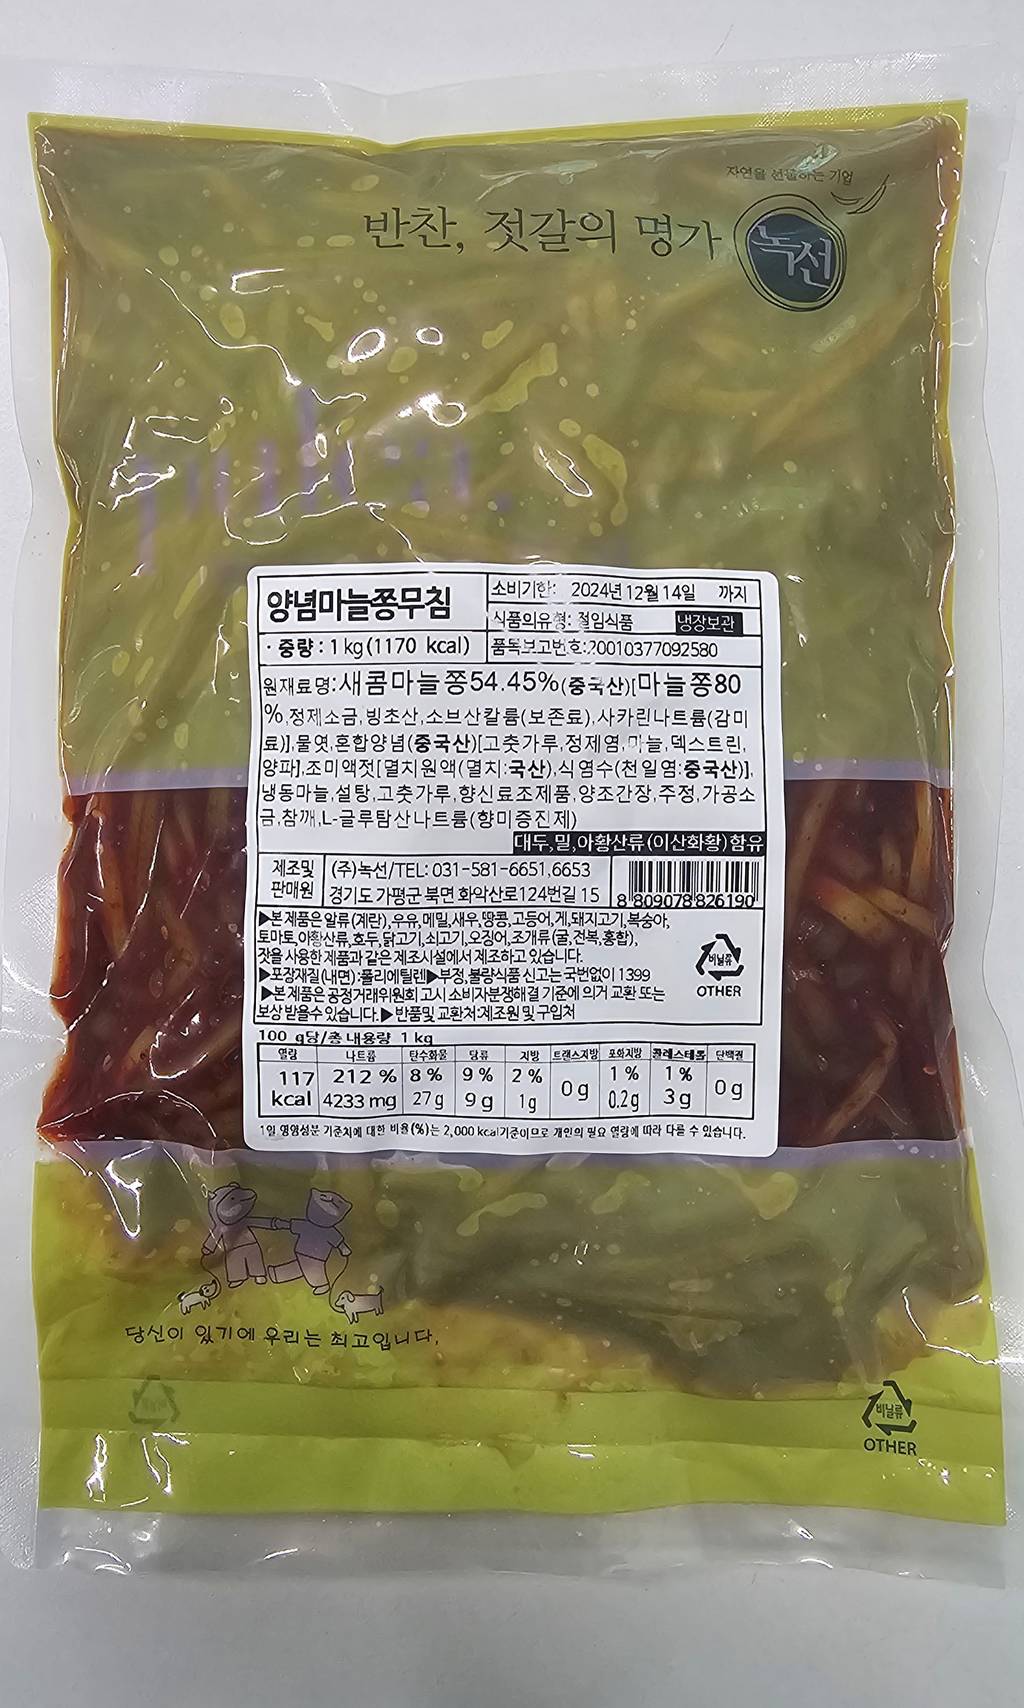 자연을 선물하는 기업
반찬, 젓갈의 명가 녹선
양념마늘쫑무침
소비기한: 2024년 12월 14일 까지
식품의유형: 절임식품 냉장보관
· 중량 : 1 kg (1170 kcal)
품목보고번호:20010377092580
원재료명:새콤마늘쫑54.45%(중국산)[마늘쫑80
%,정제소금,빙초산,소브산칼륨(보존료),사카린나트륨(감미
료)],물엿,혼합양념(중국산)[고춧가루,정제염,마늘,덱스트린,
양파],조미액젓[멸치원액(멸치:국산),식염수(천일염:중국산)],
냉동마늘,설탕,고춧가루,향신료조제품,양조간장,주정,가공소
금,참깨,L-글루탐산나트륨(향미증진제)
대두,밀,아황산류(이산화황)함유
제조및 판매원
(주)녹선/TEL: 031-581-6651,6653
경기도 가평군 북면 화악산로124번길 15
8 809078 826190
▶본 제품은 알류(계란),우유,메밀,새우,땅콩,고등어,게,돼지고기,복숭아,
토마토,아황산류,호두,닭고기,쇠고기,오징어,조개류(굴,전복,홍합),
잣을 사용한 제품과 같은 제조시설에서 제조하고 있습니다.
▶포장재질(내면):폴리에틸렌▶부정,불량식품 신고는 국번없이 1399
▶본 제품은 공정거래위원회 고시 소비자분쟁해결 기준에 의거 교환 또는
보상 받을수 있습니다.▶반품및 교환처:제조원 및 구입처
비닐류
OTHER
100 g당/총 내용량 1 kg
열량 나트륨 탄수화물 당류 지방 트랜스지방 포화지방 콜레스테롤 단백질
117 212 % 8 % 9 % 2 % 0 g 1 % 1 % 0 g
kcal 4233 mg 27 g 9 g 1g 0.2g 3 g
1일 영양성분 기준치에 대한 비율(%)는 2,000 kcal기준이므로 개인의 필요 열량에 따라 다를 수 있습니다.
당신이 있기에 우리는 최고입니다.
비닐류
OTHER